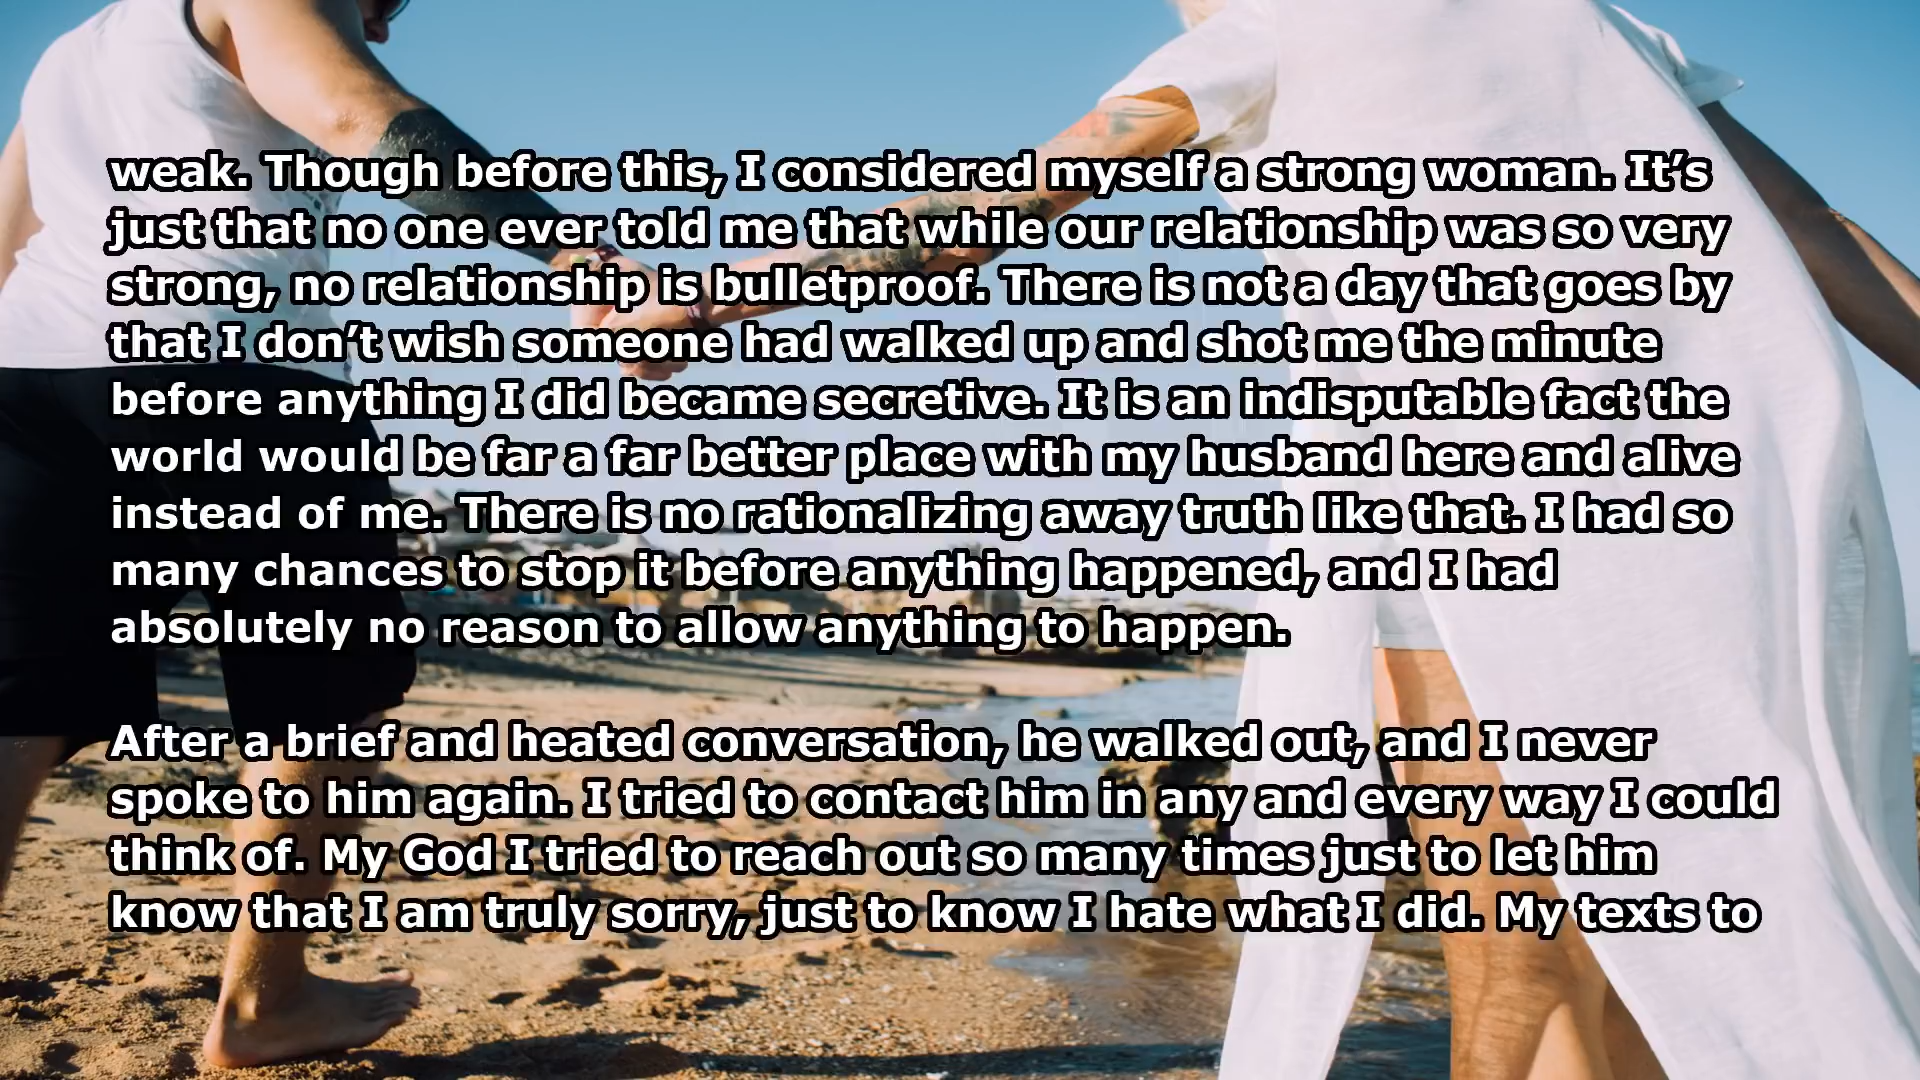 weak. Though before this, I considered myself a strong woman. It’s
just that no one ever told me that while our relationship was so very
strong, no relationship is bulletproof. There is not a day that goes by
that I don’t wish someone had walked up and shot me the minute
before anything I did became secretive. It is an indisputable fact the
world would be far a far better place with my husband here and alive
instead of me. There is no rationalizing away truth like that. I had so
many chances to stop it before anything happened, and I had
absolutely no reason to allow anything to happen.
After a brief and heated conversation, he walked out, and I never
spoke to him again. I tried to contact him in any and every way I could
think of. My God I tried to reach out so many times just to let him
know that I am truly sorry, just to know I hate what I did. My texts to